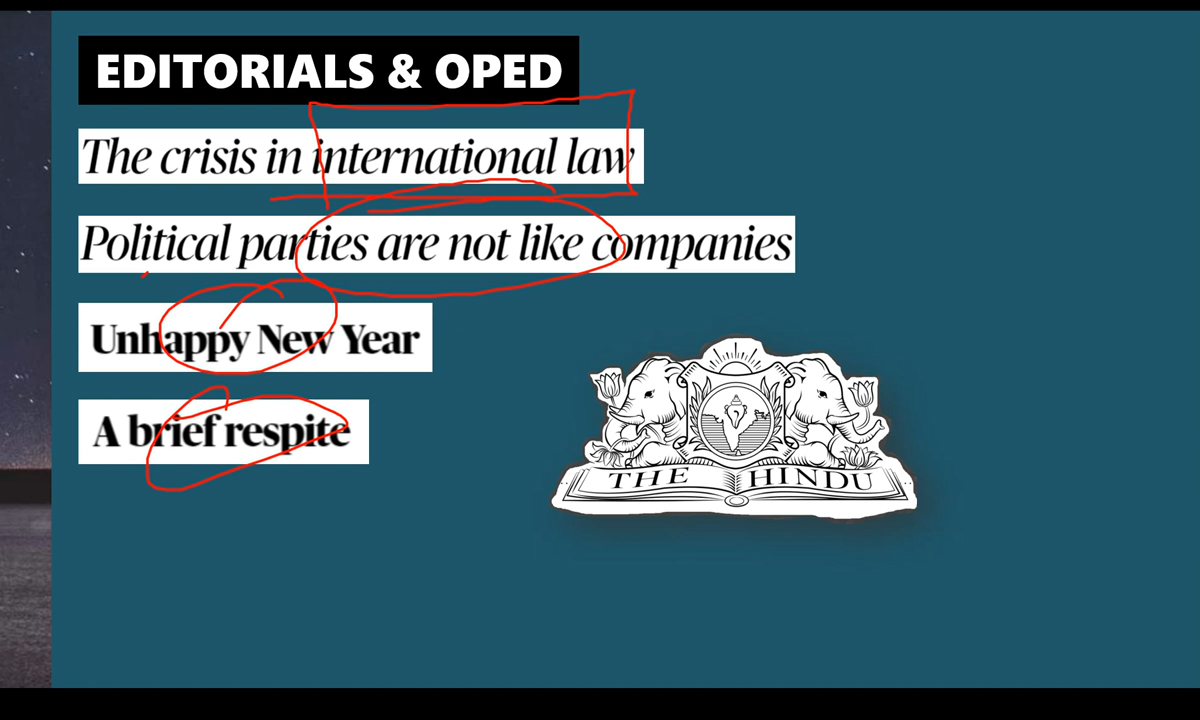 EDITORIALS & OPED
The crisis in international law
Political parties are not like companies
Unhappy New Year
A brief respite
THE HINDU